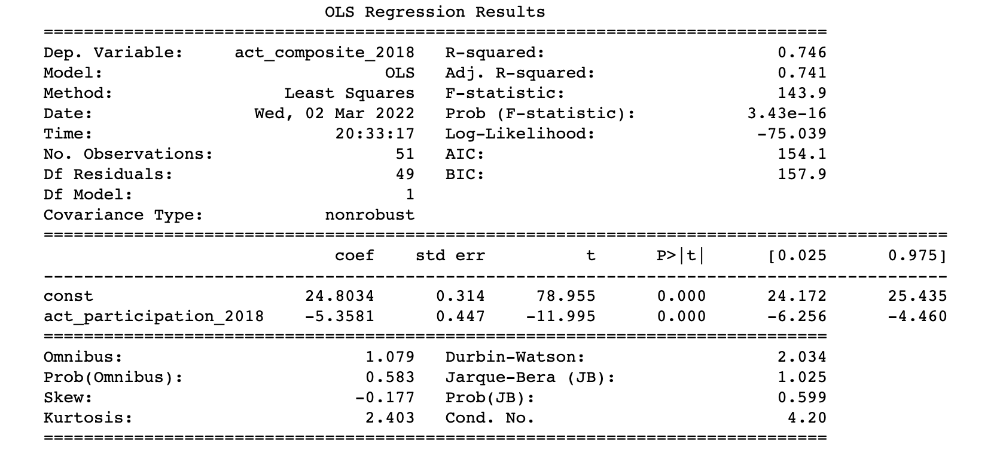 OLS Regression Results
==============================================================================
Dep. Variable:     act_composite_2018   R-squared:                       0.746
Model:                            OLS   Adj. R-squared:                  0.741
Method:                 Least Squares   F-statistic:                     143.9
Date:                Wed, 02 Mar 2022   Prob (F-statistic):           3.43e-16
Time:                        20:33:17   Log-Likelihood:                -75.039
No. Observations:                  51   AIC:                             154.1
Df Residuals:                      49   BIC:                             157.9
Df Model:                           1
Covariance Type:            nonrobust
==========================================================================================
                             coef    std err          t      P>|t|      [0.025      0.975]
------------------------------------------------------------------------------------------
const                     24.8034      0.314     78.955      0.000      24.172      25.435
act_participation_2018    -5.3581      0.447    -11.995      0.000      -6.256      -4.460
==============================================================================
Omnibus:                        1.079   Durbin-Watson:                   2.034
Prob(Omnibus):                  0.583   Jarque-Bera (JB):                1.025
Skew:                          -0.177   Prob(JB):                        0.599
Kurtosis:                       2.403   Cond. No.                         4.20
==============================================================================